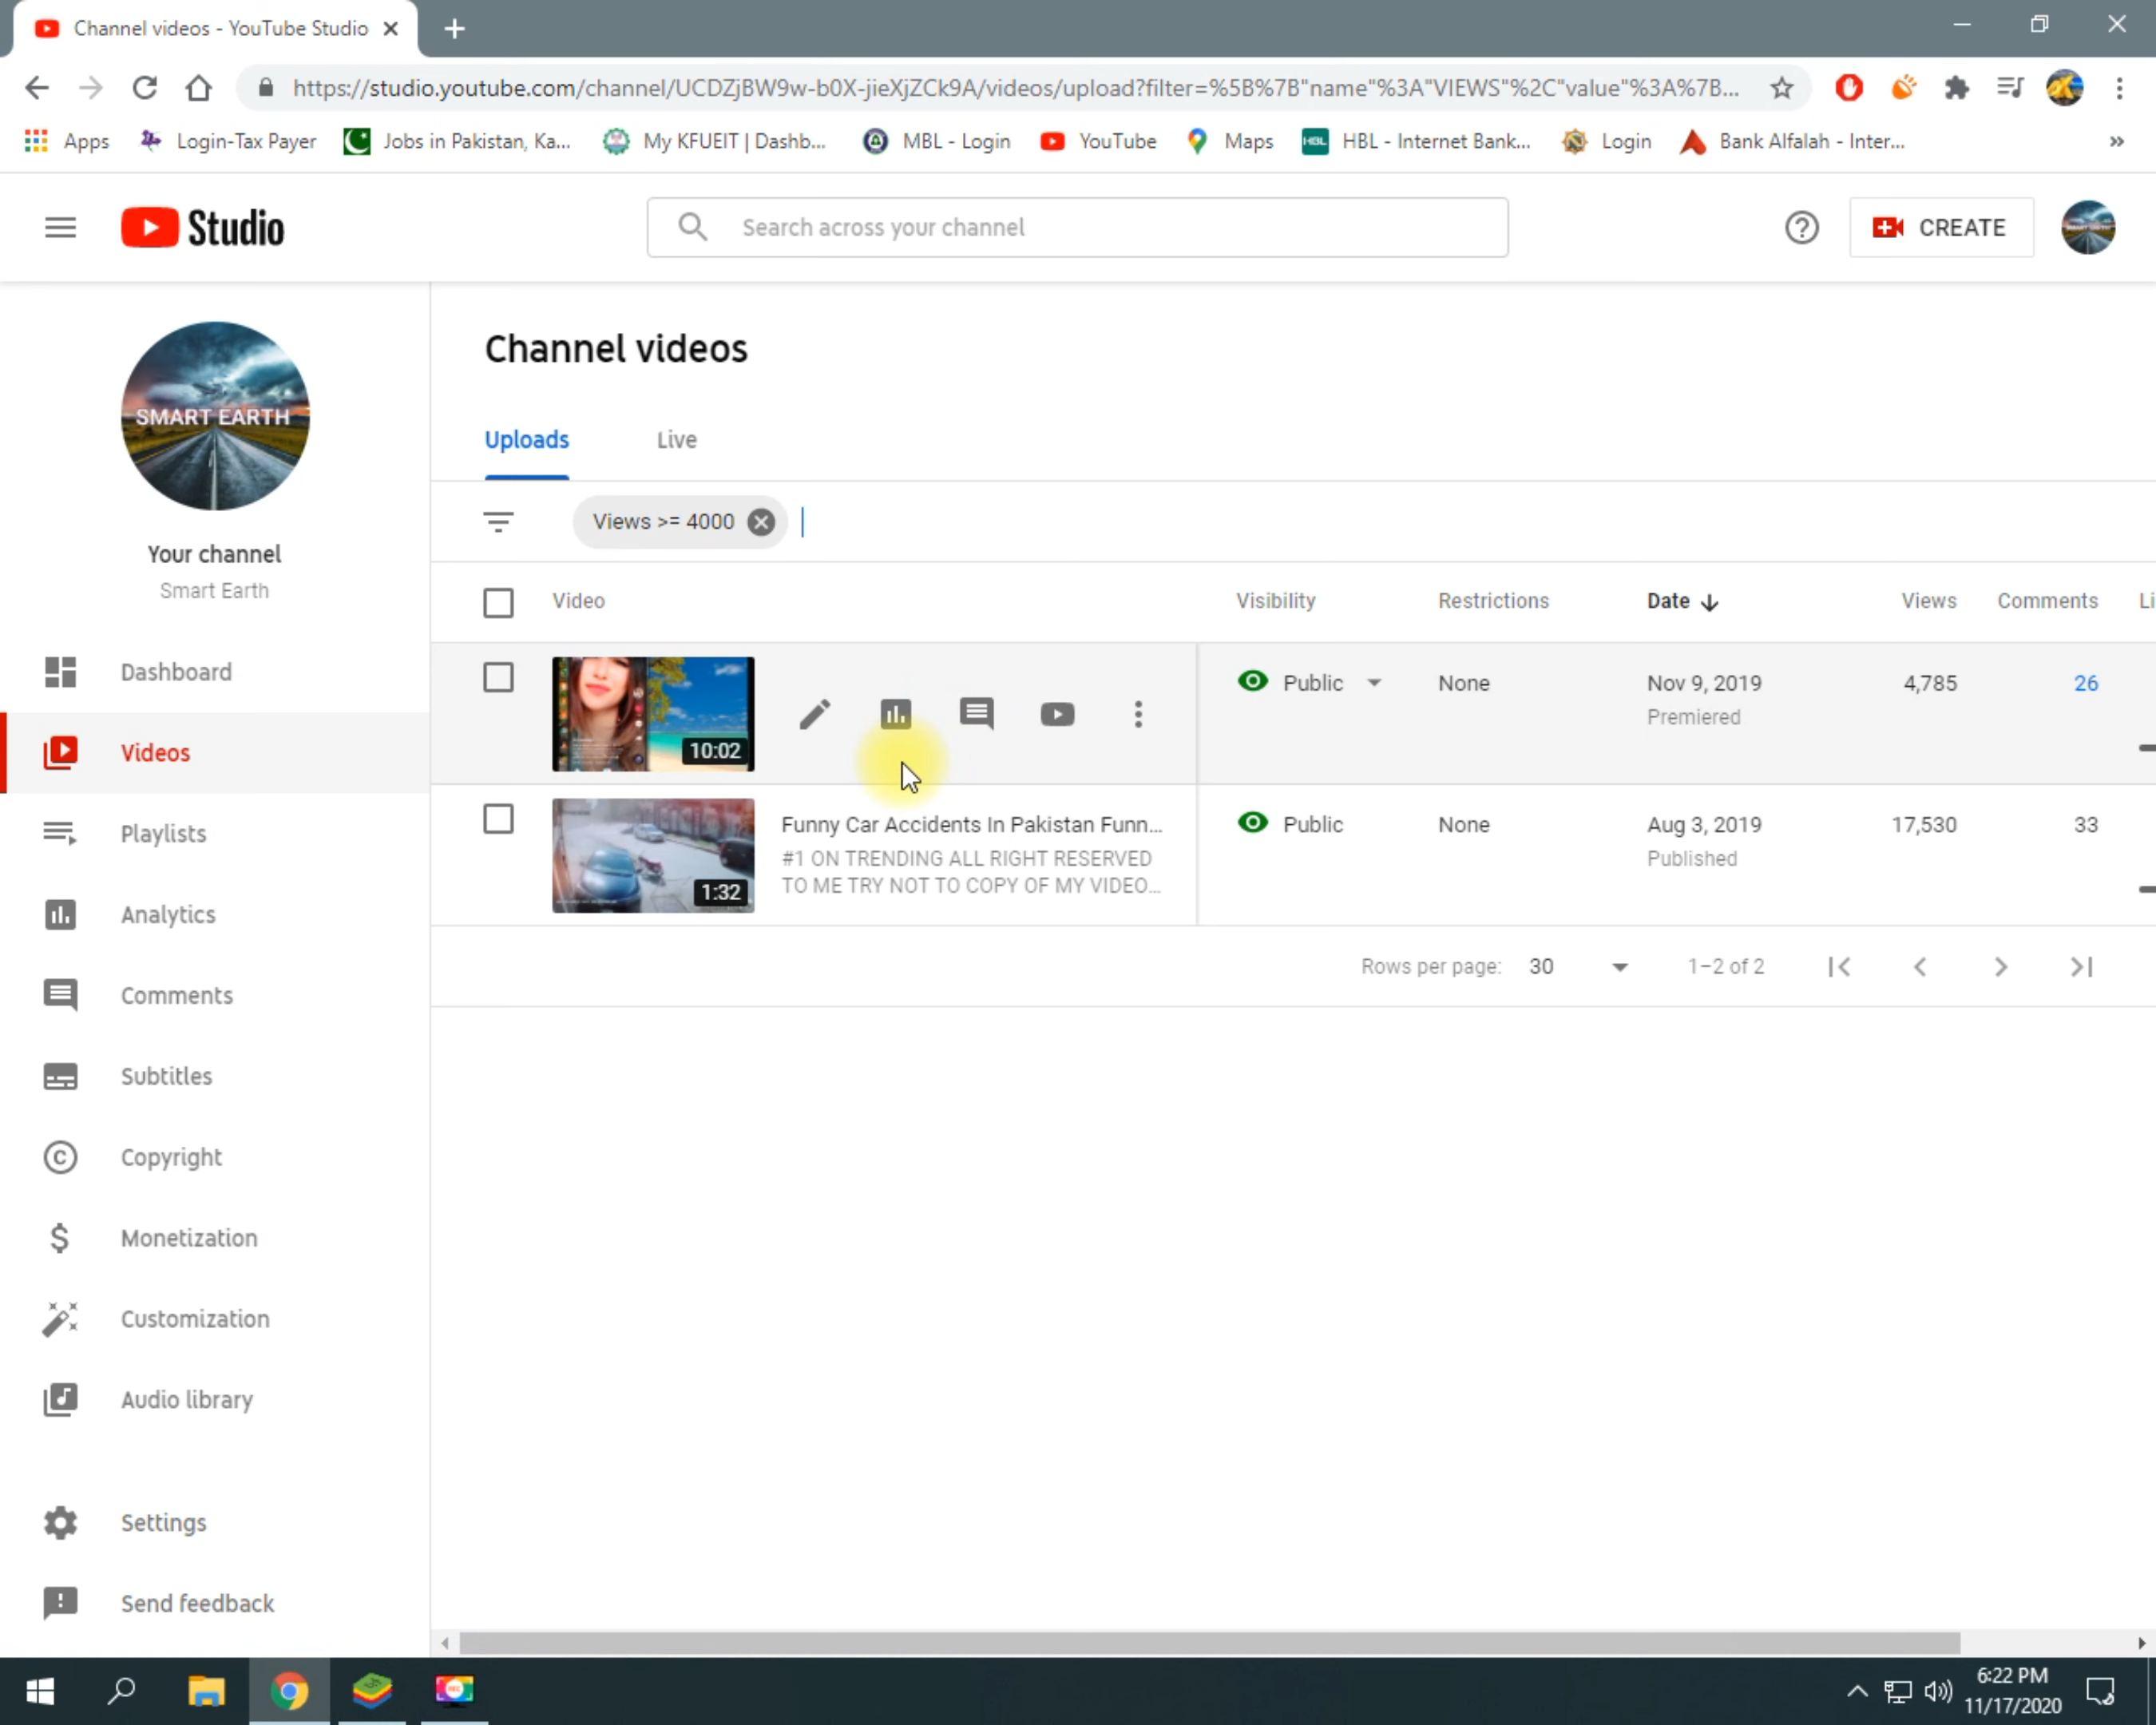 Channel videos - YouTube Studio
https://studio.youtube.com/channel/UCDZjBW9w-b0X-jieXjZCk9A/videos/upload?filter=%5B%7B"name"%3A"VIEWS"%2C"value"%3A%7B...
Apps Login-Tax Payer Jobs in Pakistan, Ka... My KFUEIT | Dashb... MBL - Login YouTube Maps HBL HBL - Internet Bank... Login Bank Alfalah - Inter... »
Studio Search across your channel CREATE
SMART EARTH
Your channel
Smart Earth
Dashboard
Videos
Playlists
Analytics
Comments
Subtitles
Copyright
Monetization
Customization
Audio library
Settings
Send feedback
Channel videos
Uploads Live
Views >= 4000
Video Visibility Restrictions Date Views Comments Li
10:02 Public None Nov 9, 2019 4,785 26
Premiered
Funny Car Accidents In Pakistan Funn... Public None Aug 3, 2019 17,530 33
#1 ON TRENDING ALL RIGHT RESERVED Published
TO ME TRY NOT TO COPY OF MY VIDEO...
1:32
Rows per page: 30 1–2 of 2
6:22 PM
11/17/2020